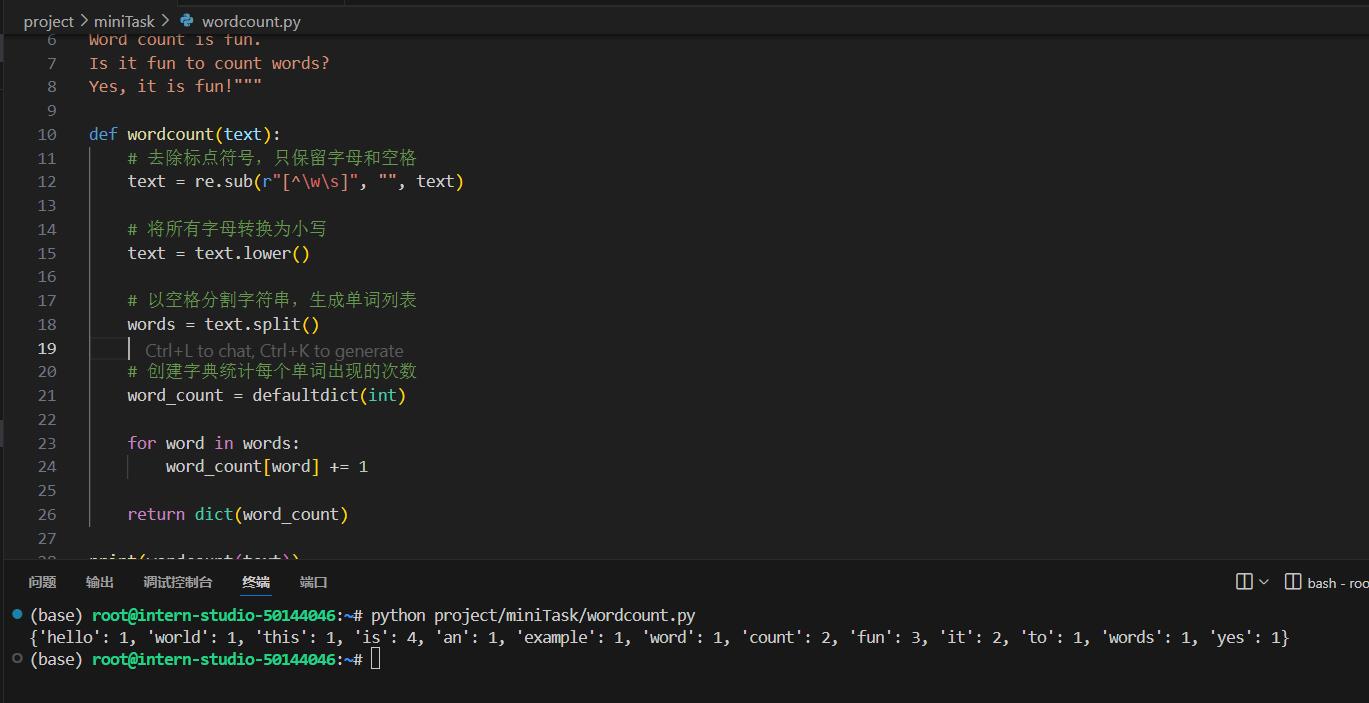 project > miniTask > wordcount.py
6 Word count is fun.
7 Is it fun to count words?
8 Yes, it is fun!"""
9
10 def wordcount(text):
11 # 去除标点符号，只保留字母和空格
12 text = re.sub(r"[^\w\s]", "", text)
13
14 # 将所有字母转换为小写
15 text = text.lower()
16
17 # 以空格分割字符串，生成单词列表
18 words = text.split()
19 Ctrl+L to chat, Ctrl+K to generate
20 # 创建字典统计每个单词出现的次数
21 word_count = defaultdict(int)
22
23 for word in words:
24 word_count[word] += 1
25
26 return dict(word_count)
27
28 print(wordcount(text))
问题 输出 调试控制台 终端 端口 bash - roo
(base) root@intern-studio-50144046:~# python project/miniTask/wordcount.py
{'hello': 1, 'world': 1, 'this': 1, 'is': 4, 'an': 1, 'example': 1, 'word': 1, 'count': 2, 'fun': 3, 'it': 2, 'to': 1, 'words': 1, 'yes': 1}
(base) root@intern-studio-50144046:~#